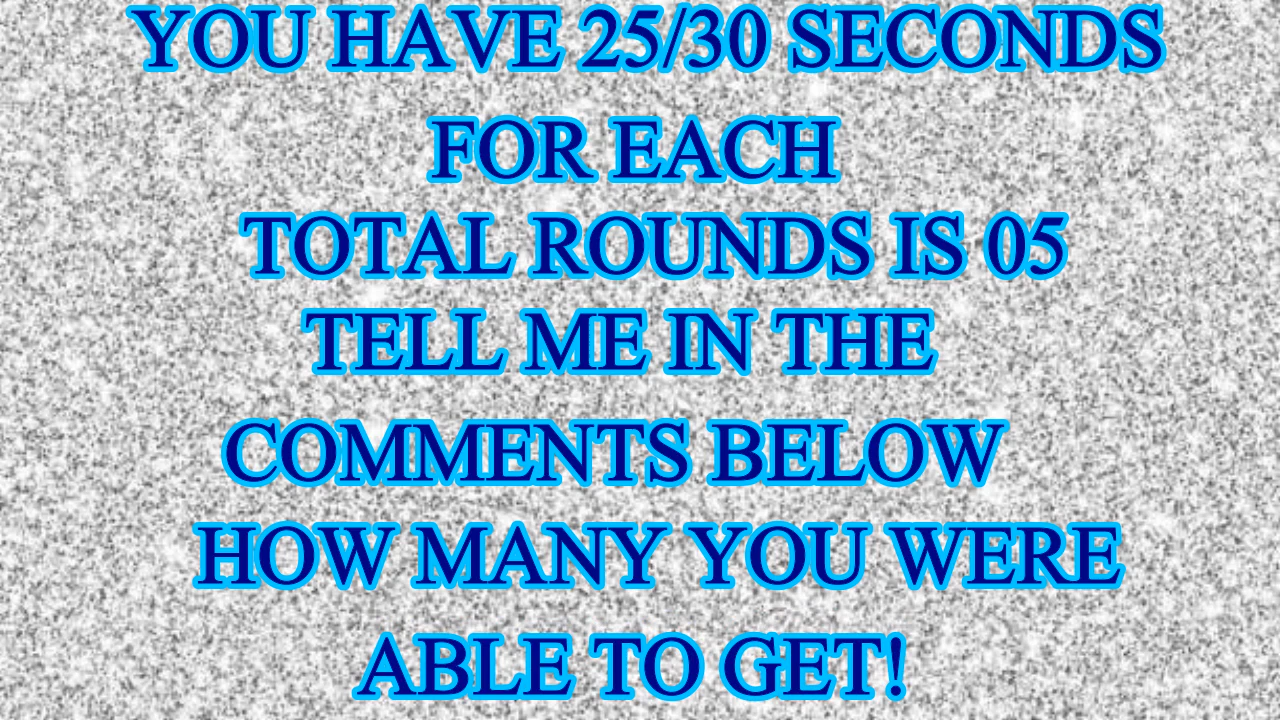 YOU HAVE 25/30 SECONDS
FOR EACH
TOTAL ROUNDS IS 05
TELL ME IN THE
COMMENTS BELOW
HOW MANY YOU WERE
ABLE TO GET!